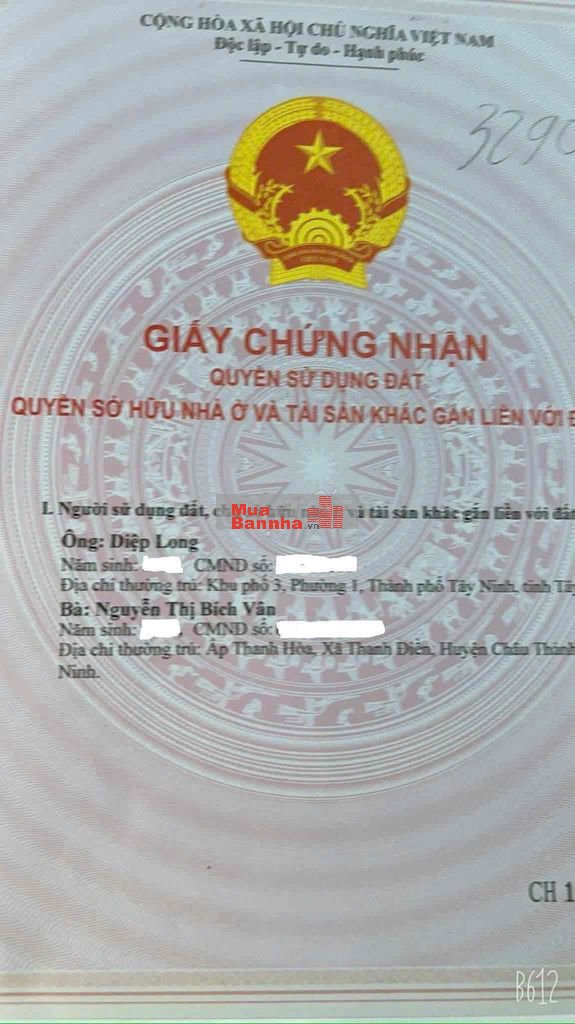 CỘNG HÒA XÃ HỘI CHỦ NGHĨA VIỆT NAM
Độc lập - Tự do - Hạnh phúc
3290
GIẤY CHỨNG NHẬN
QUYỀN SỬ DỤNG ĐẤT
QUYỀN SỞ HỮU NHÀ Ở VÀ TÀI SẢN KHÁC GẮN LIỀN VỚI Đ
I. Người sử dụng đất, và tài sản khác gắn liền với đất
Mua
Bannha.vn
Ông: Diệp Long
Năm sinh: CMND số:
Địa chỉ thường trú: Khu phố 3, Phường 1, Thành phố Tây Ninh, tỉnh Tây
Bà: Nguyễn Thị Bích Vân
Năm sinh: CMND số:
Địa chỉ thường trú: Ấp Thanh Hòa, Xã Thanh Điền, Huyện Châu Thành
Ninh.
CH 1
B612